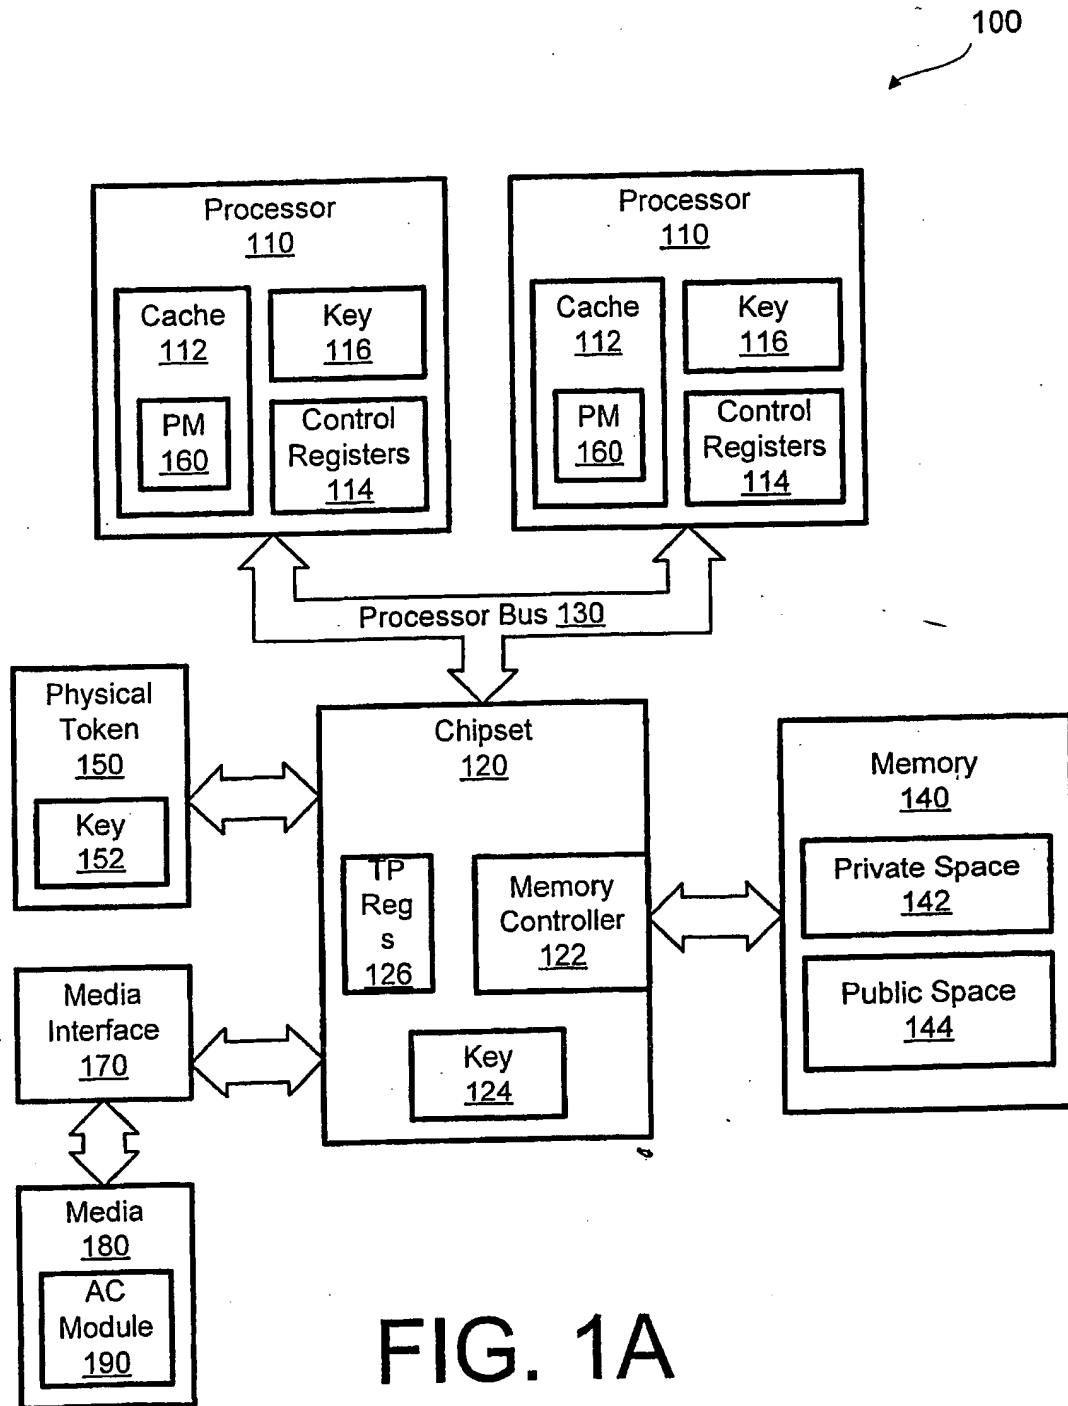 100
Processor
110
Cache
112
PM
160
Key
116
Control
Registers
114
Processor
110
Cache
112
PM
160
Key
116
Control
Registers
114
Processor Bus 130
Physical
Token
150
Key
152
Chipset
120
TP
Reg
s
126
Memory
Controller
122
Key
124
Memory
140
Private Space
142
Public Space
144
Media
Interface
170
Media
180
AC
Module
190
FIG. 1A